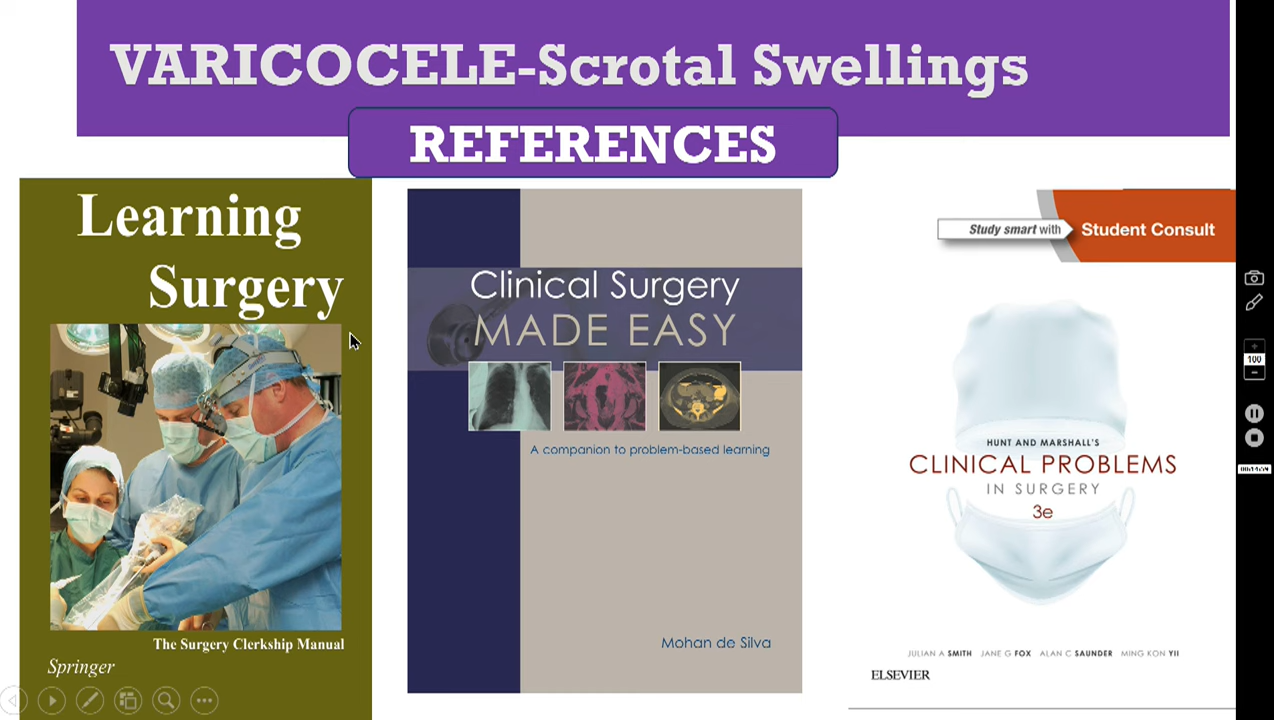 VARICOCELE-Scrotal Swellings
REFERENCES
Learning
Surgery
The Surgery Clerkship Manual
Springer
Clinical Surgery
MADE EASY
A companion to problem-based learning
Mohan de Silva
Study smart with
Student Consult
HUNT AND MARSHALL'S
CLINICAL PROBLEMS
IN SURGERY
3e
JULIAN A SMITH JANE G FOX ALAN C SAUNDER MING KON YII
ELSEVIER
100